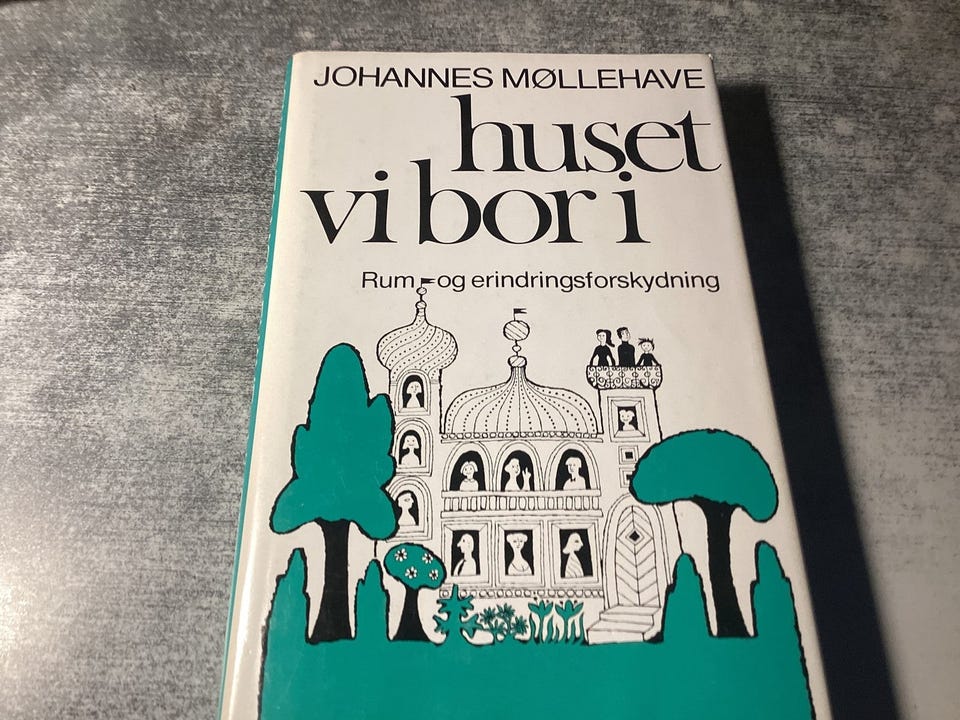 JOHANNES MØLLEHAVE
huset
vi bor i
Rum- og erindringsforskydning